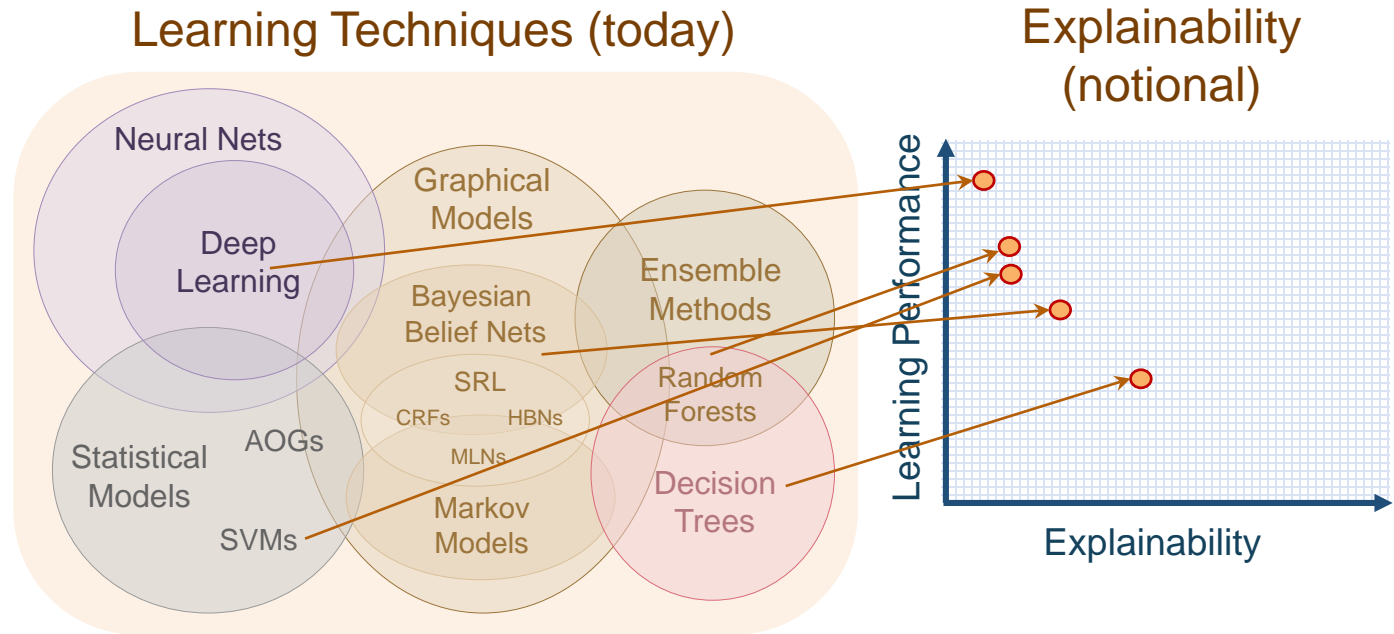 Learning Techniques (today)
Neural Nets
Deep
Learning
Graphical
Models
Bayesian
Belief Nets
SRL
CRFs HBNs
MLNs
Markov
Models
Ensemble
Methods
Random
Forests
Decision
Trees
Statistical
Models
AOGs
SVMs
Explainability
(notional)
Learning Performance
Explainability